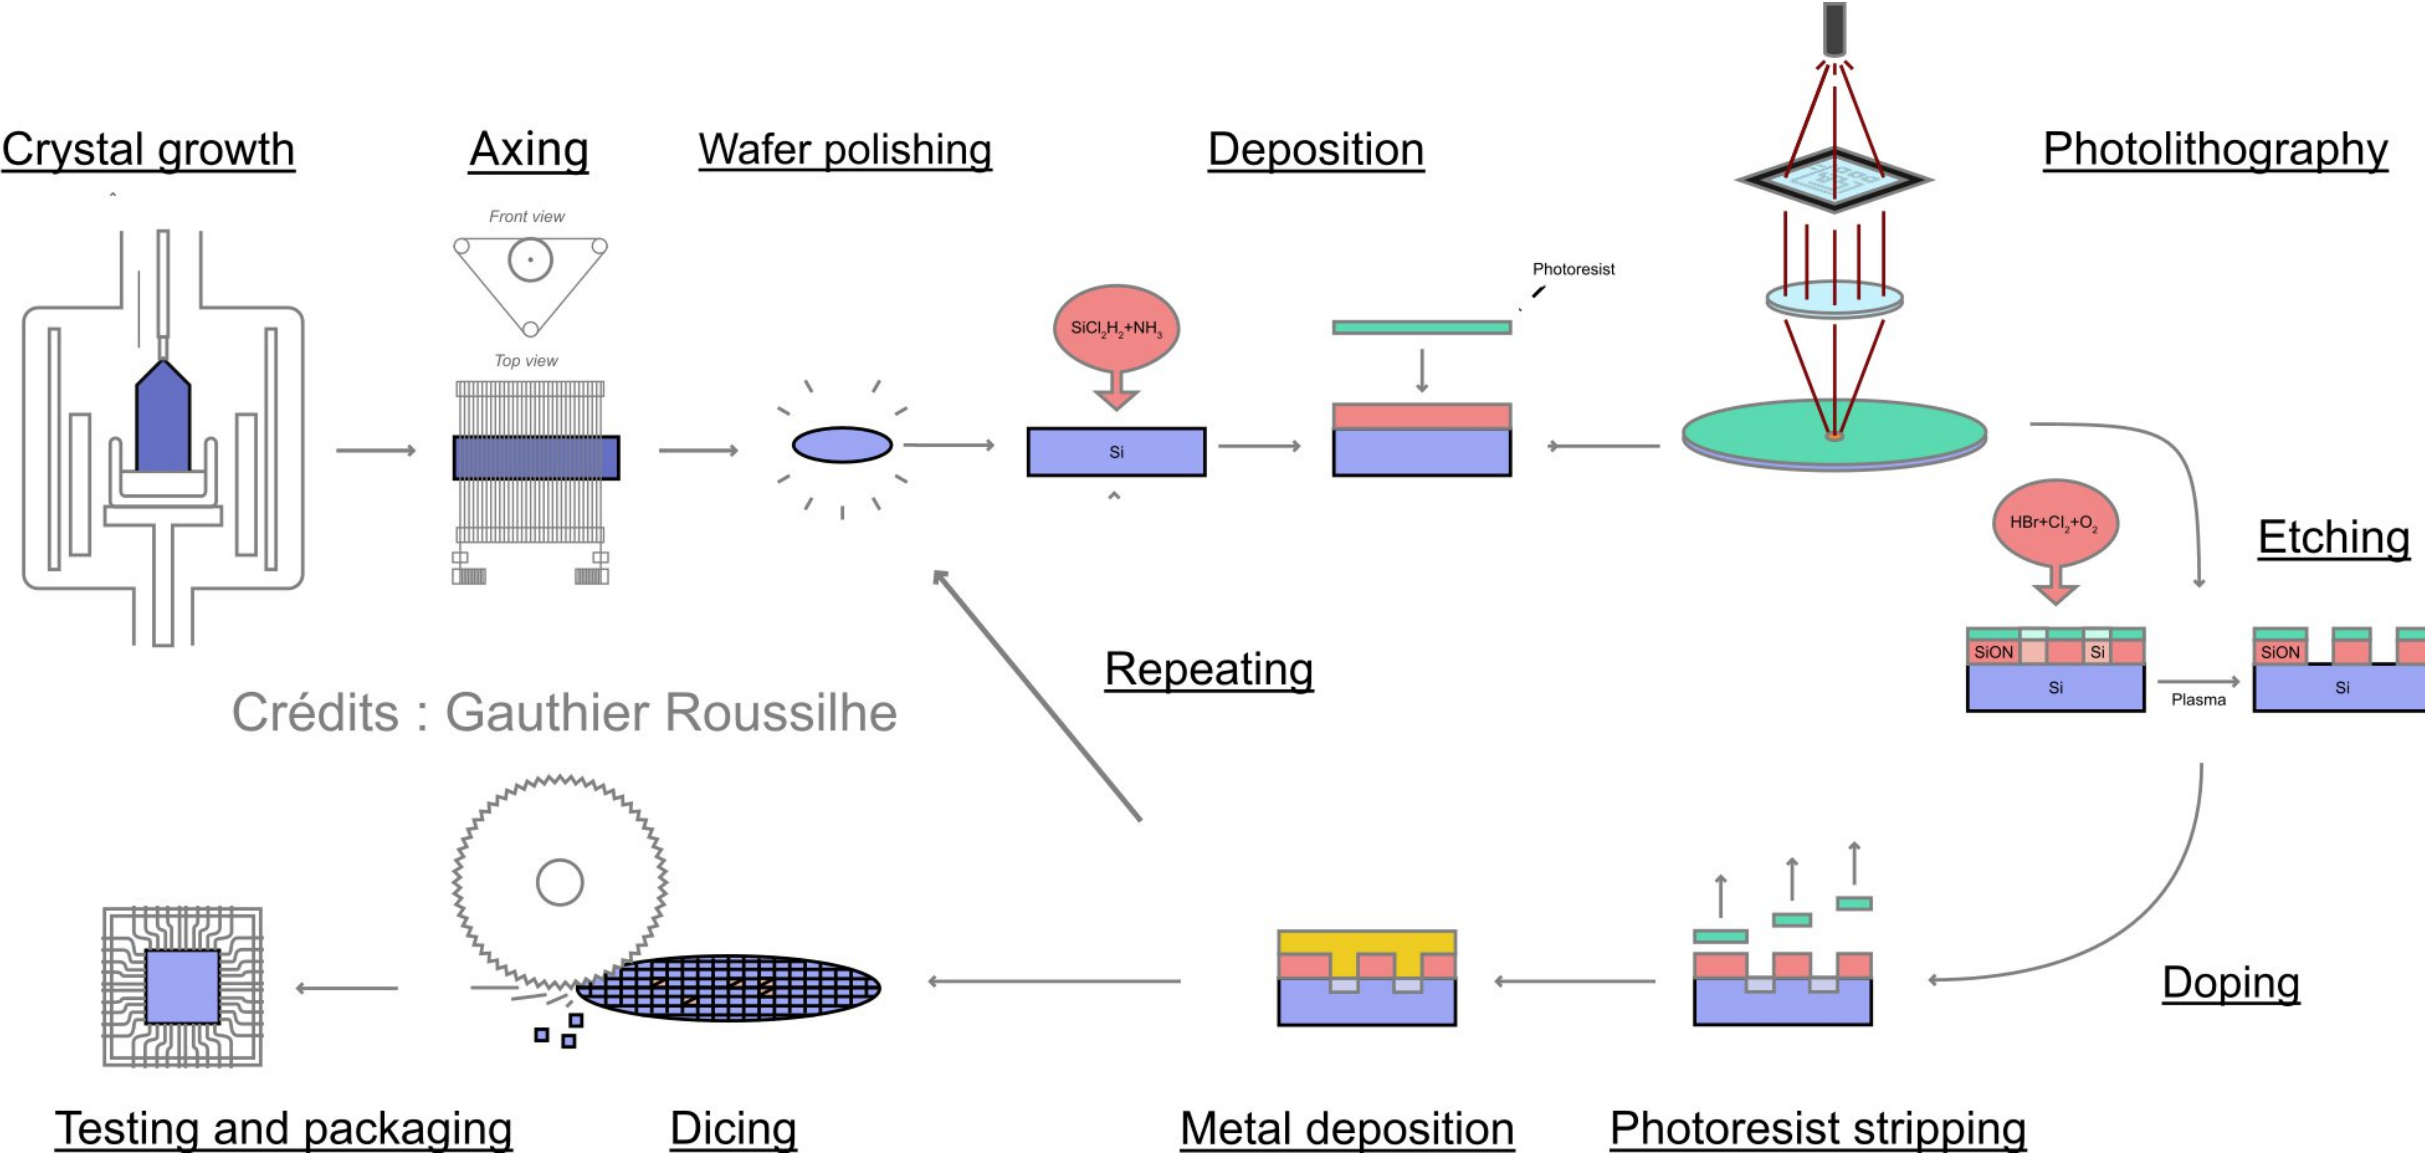 Crystal growth
Axing
Wafer polishing
Deposition
Photolithography
Front view
Top view
SiCl₂H₂+NH₃
Si
Photoresist
HBr+Cl₂+O₂
Etching
SiON
Si
Si
Plasma
SiON
Si
Repeating
Crédits : Gauthier Roussilhe
Doping
Testing and packaging
Dicing
Metal deposition
Photoresist stripping